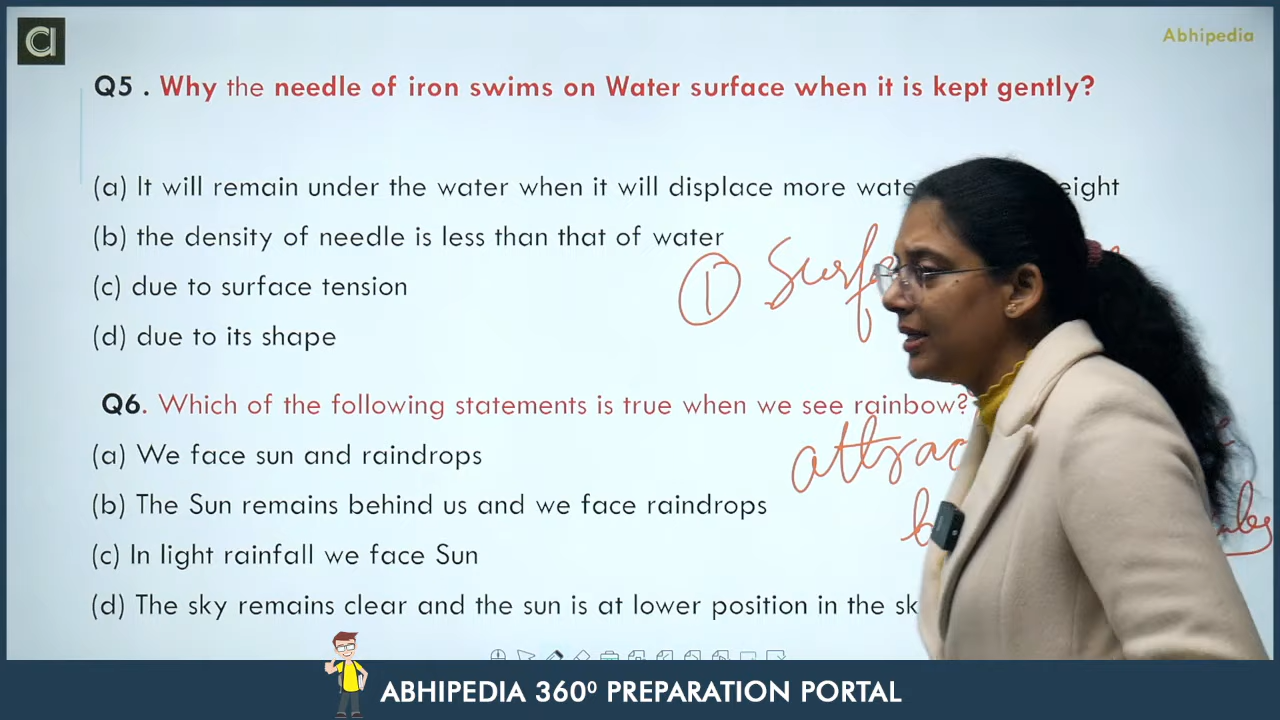 Abhipedia
Q5 . Why the needle of iron swims on Water surface when it is kept gently?
(a) It will remain under the water when it will displace more
(b) the density of needle is less than that of water
(c) due to surface tension
(d) due to its shape
①
Q6. Which of the following statements is true when we see rainbow?
(a) We face sun and raindrops
(b) The Sun remains behind us and we face raindrops
(c) In light rainfall we face Sun
(d) The sky remains clear and the sun is at lower position in the
ABHIPEDIA 360⁰ PREPARATION PORTAL